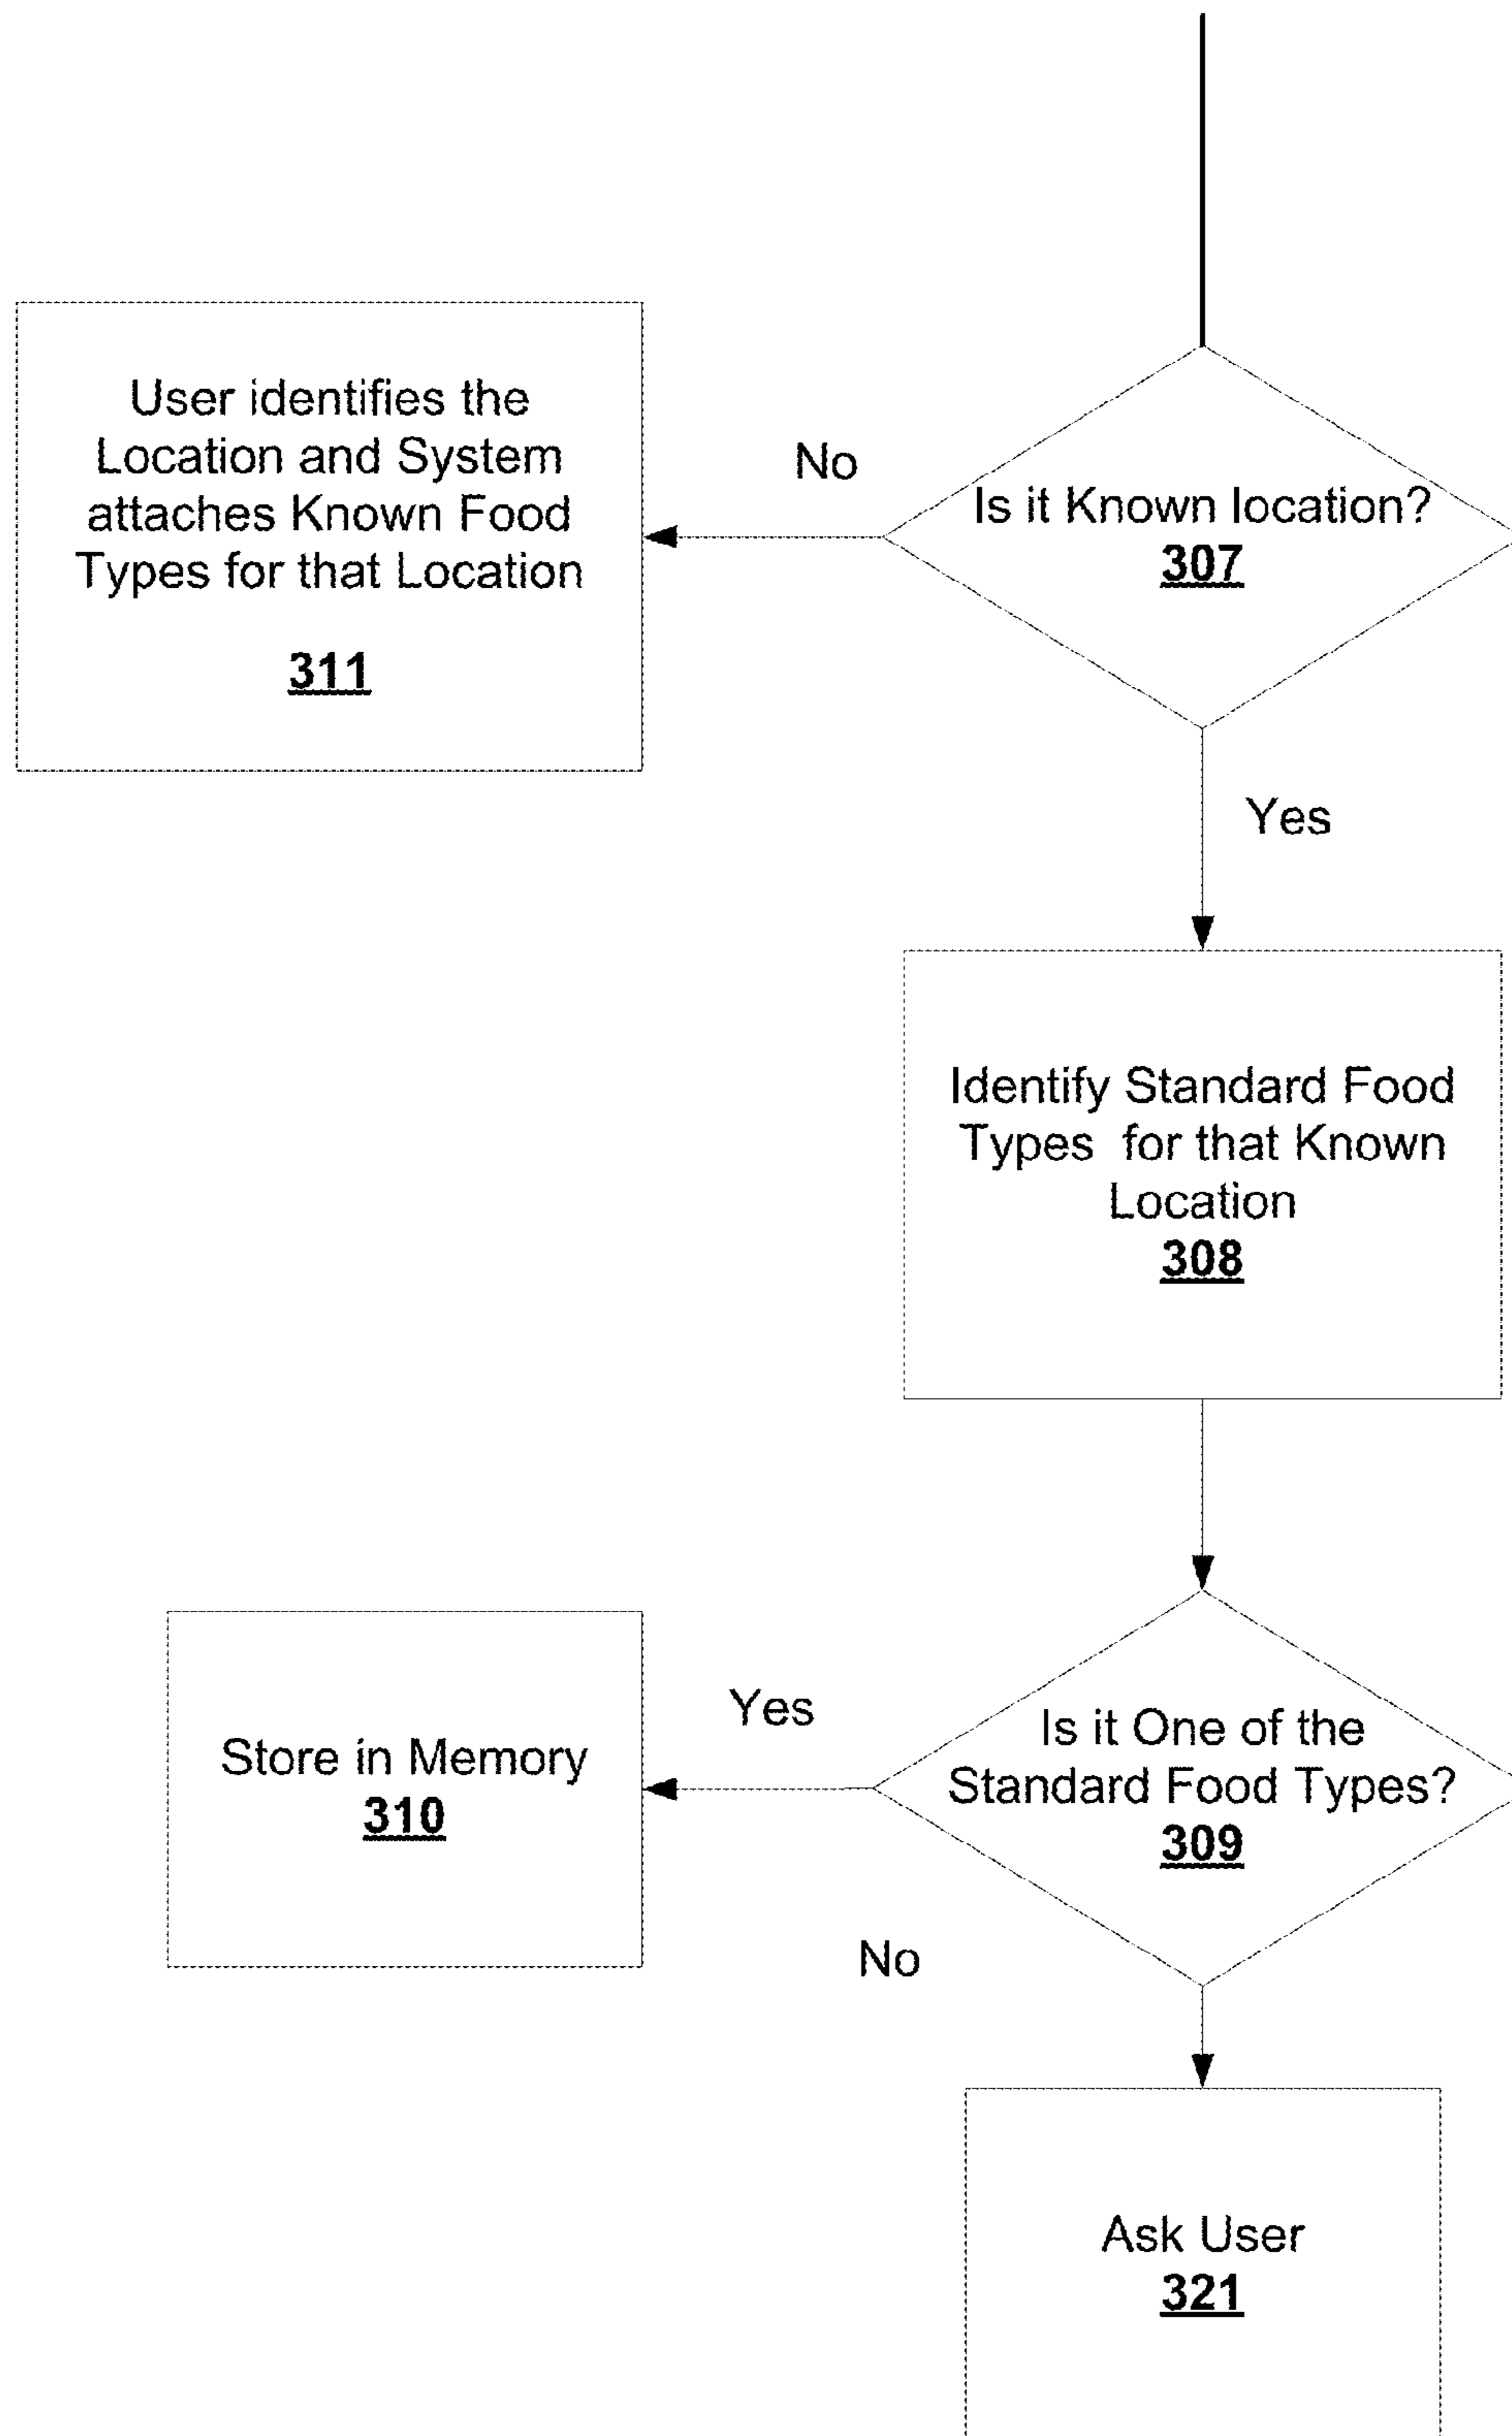 User identifies the
Location and System
attaches Known Food
Types for that Location
311
No
Is it Known location?
307
Yes
Identify Standard Food
Types for that Known
Location
308
Store in Memory
310
Yes
Is it One of the
Standard Food Types?
309
No
Ask User
321